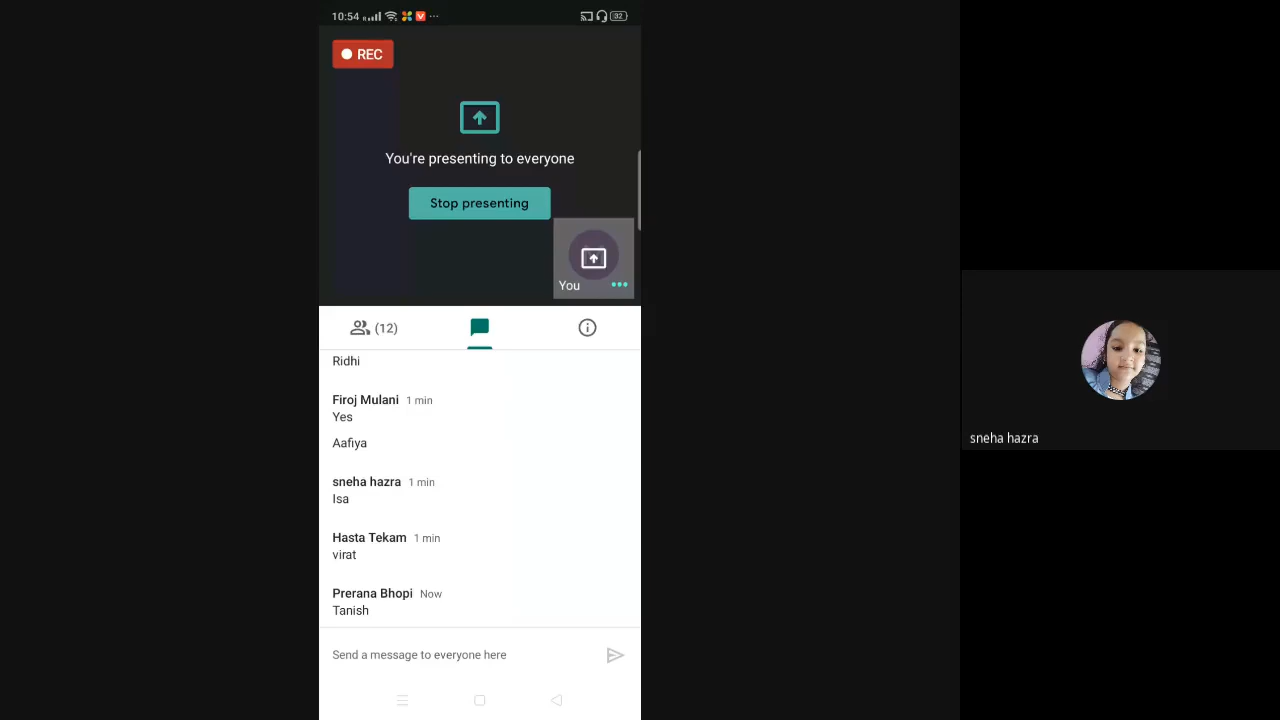 10:54
REC
You're presenting to everyone
Stop presenting
You
(12)
Ridhi
Firoj Mulani 1 min
Yes
Aafiya
sneha hazra 1 min
Isa
Hasta Tekam 1 min
virat
Prerana Bhopi Now
Tanish
Send a message to everyone here
sneha hazra